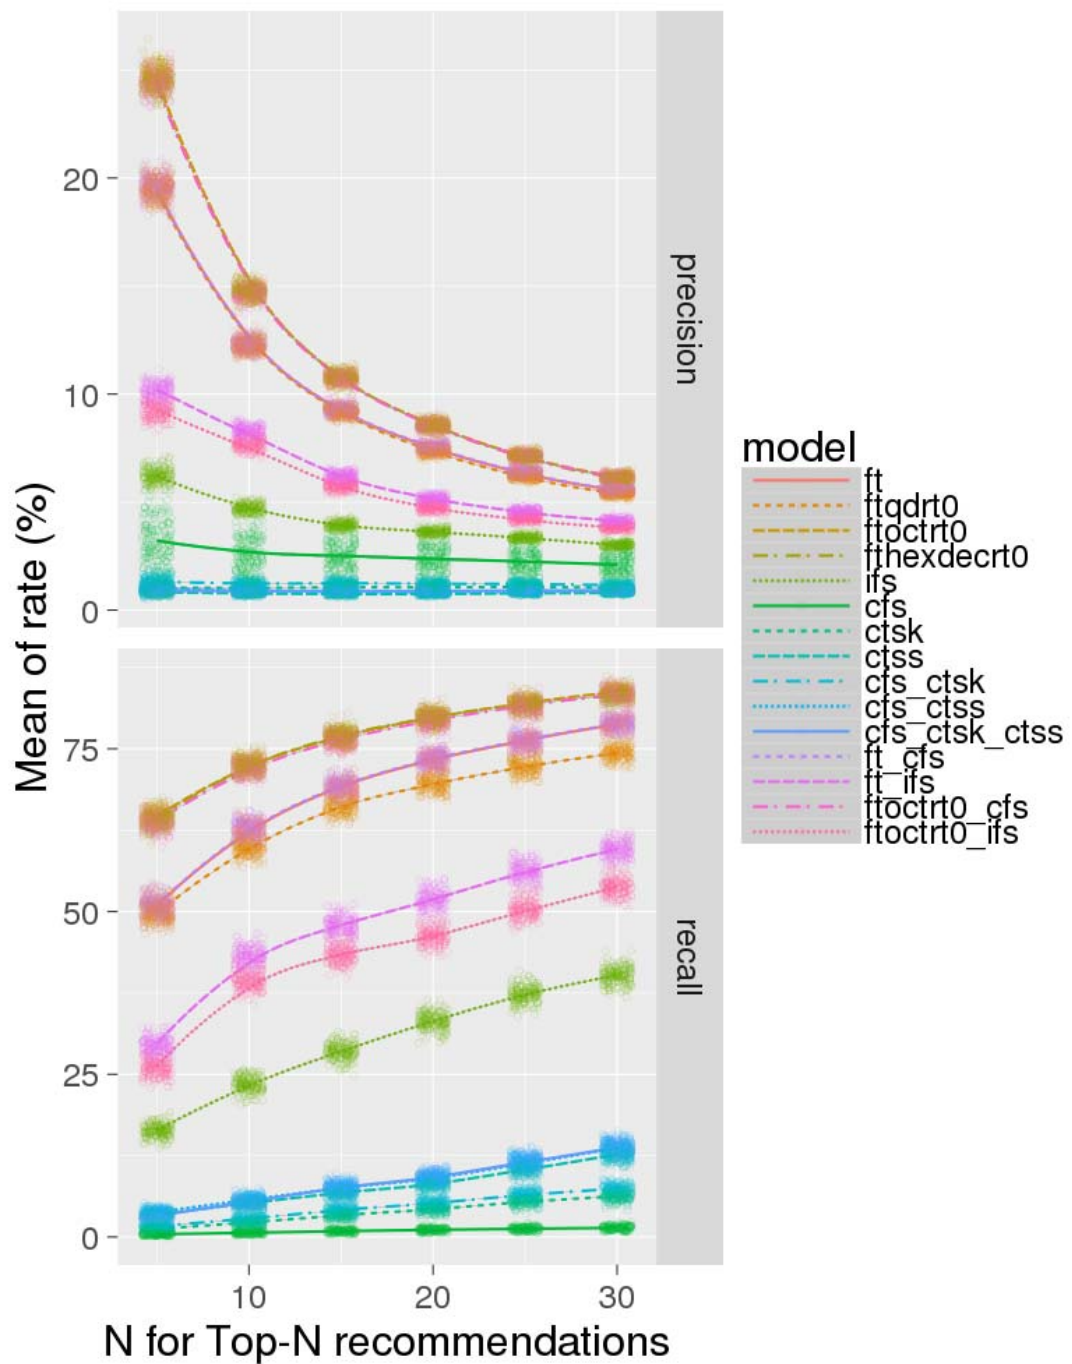 20
10
0
precision
Mean of rate (%)
75
50
25
0
recall
10 20 30
N for Top-N recommendations
model
ft
ftqdrt0
ftoctrt0
fthexdecrt0
ifs
cfs
ctsk
ctss
cfs_ctsk
cfs_ctss
cfs_ctsk_ctss
ft_cfs
ft_ifs
ftoctrt0_cfs
ftoctrt0_ifs